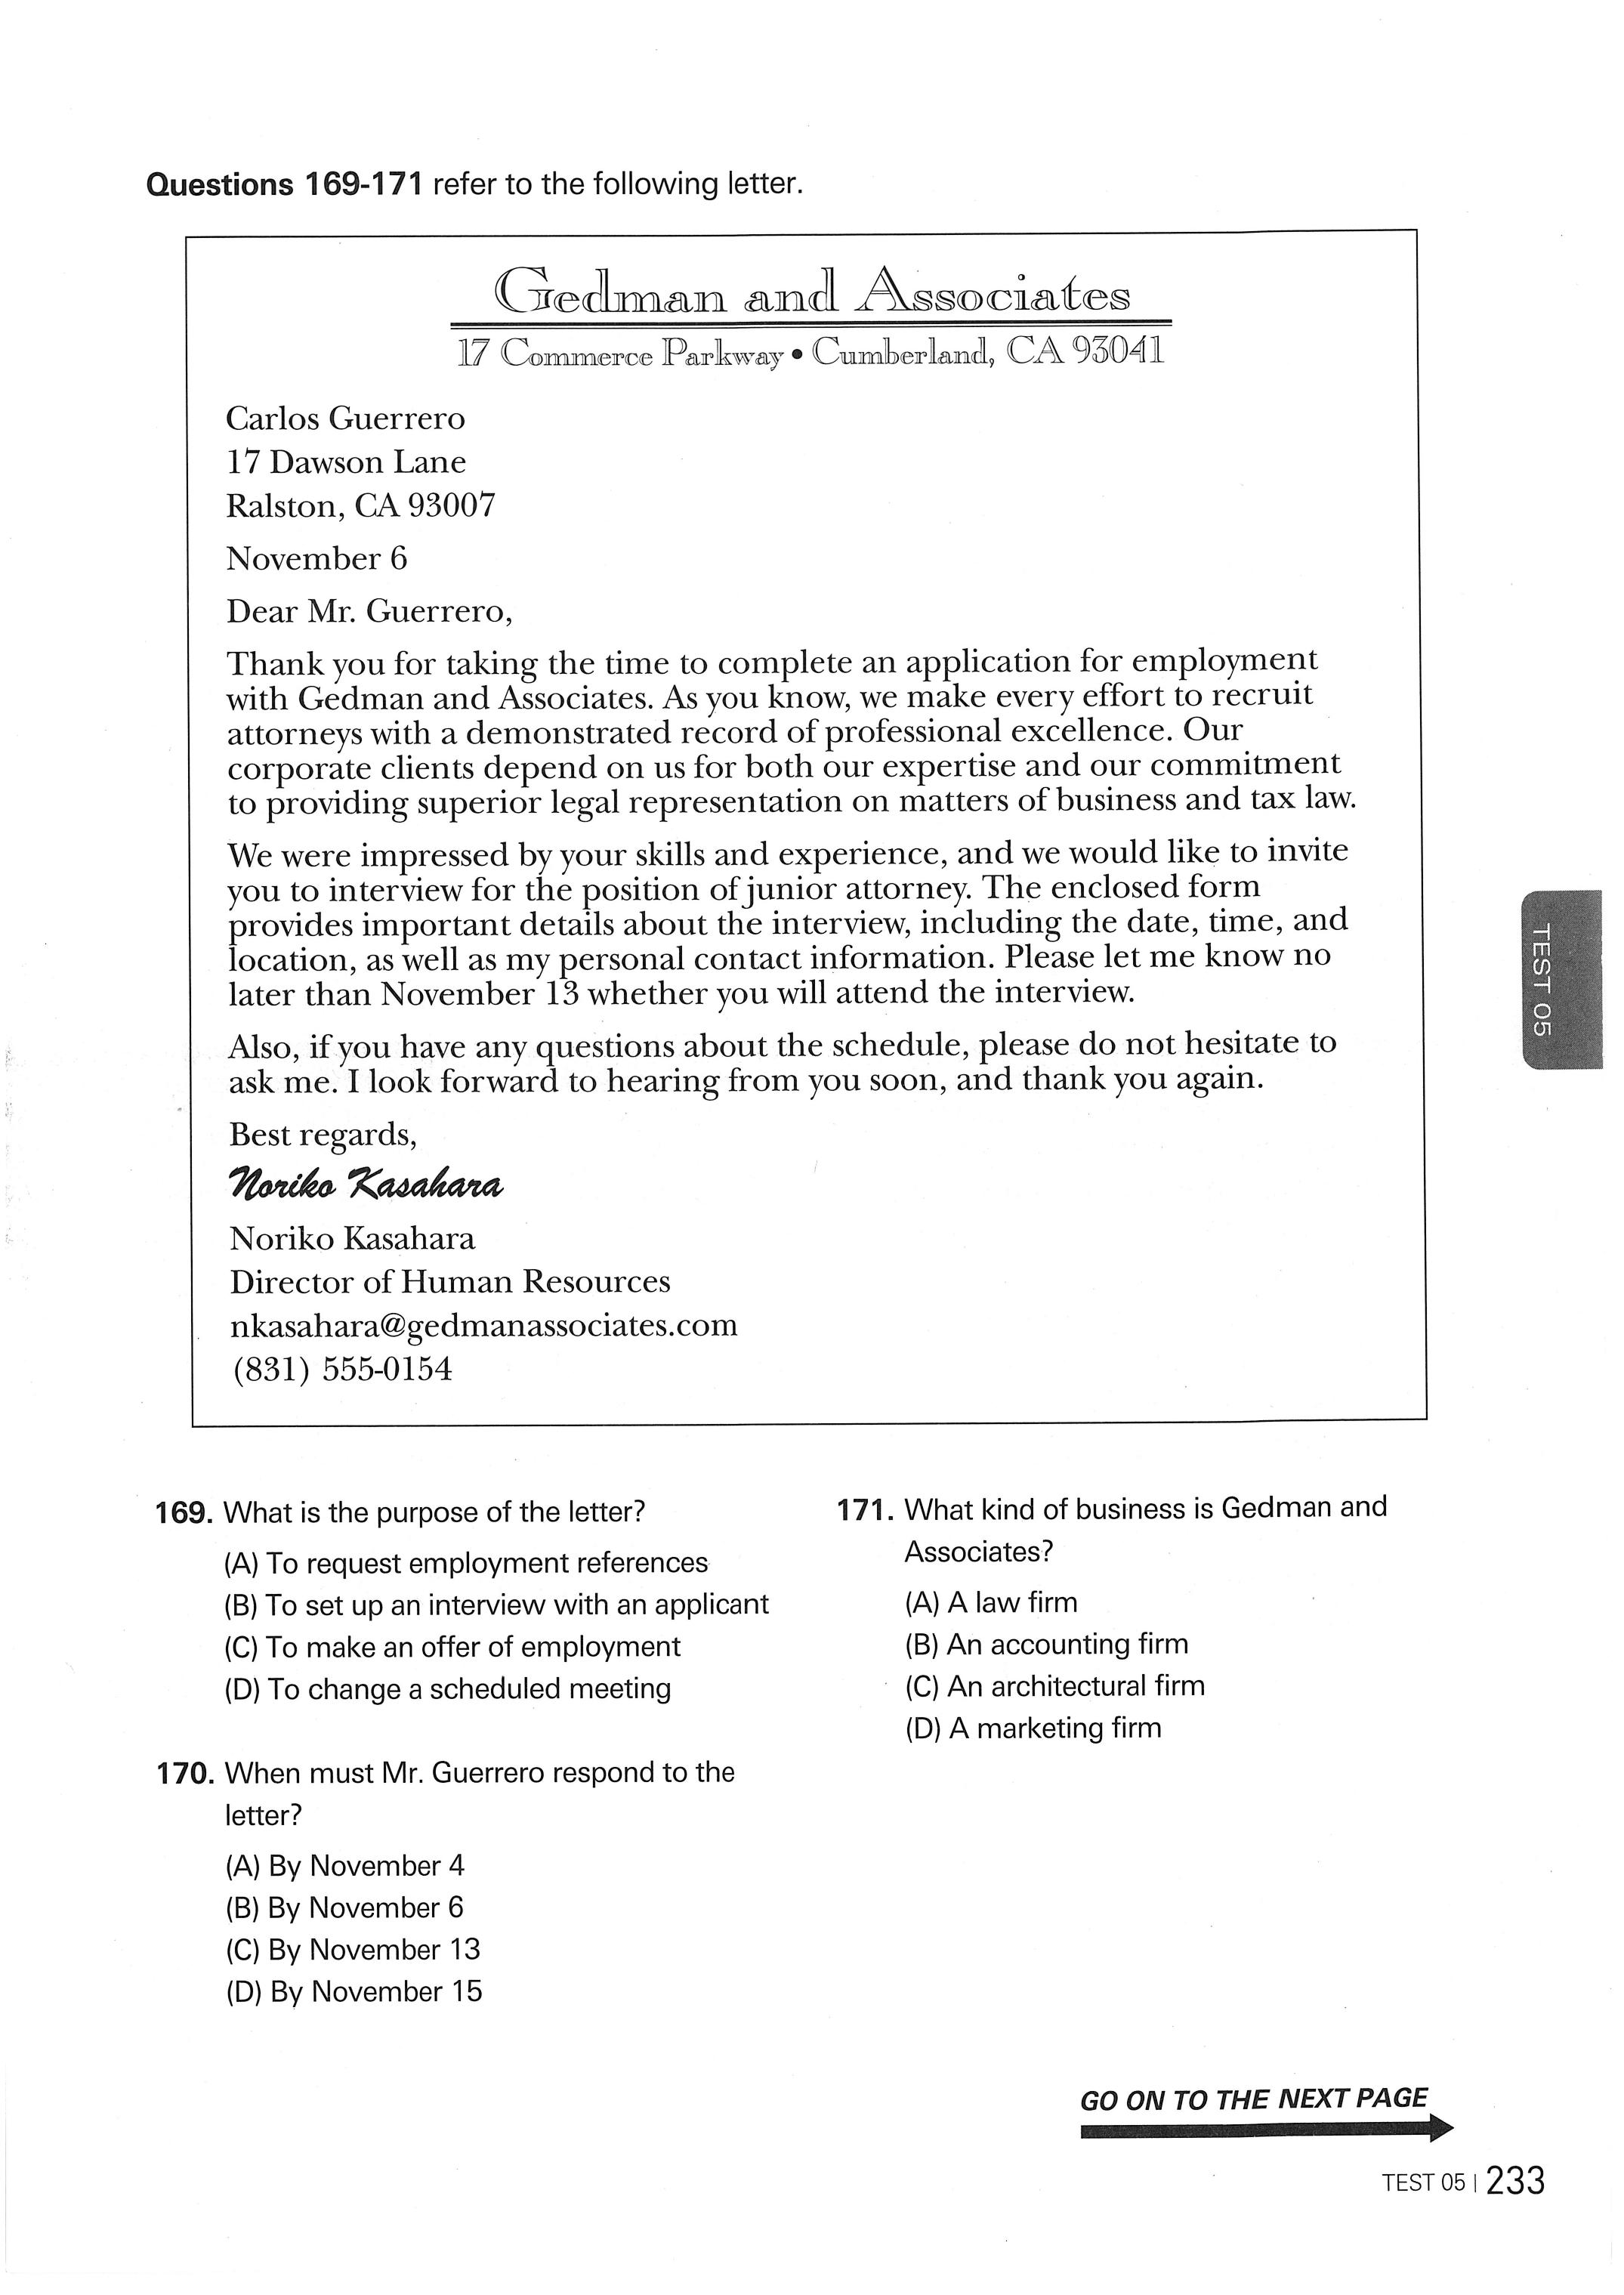 Questions 169-171 refer to the following letter.
Gedman and Associates
17 Commerce Parkway • Cumberland, CA 93041
Carlos Guerrero
17 Dawson Lane
Ralston, CA 93007
November 6
Dear Mr. Guerrero,
Thank you for taking the time to complete an application for employment
with Gedman and Associates. As you know, we make every effort to recruit
attorneys with a demonstrated record of professional excellence. Our
corporate clients depend on us for both our expertise and our commitment
to providing superior legal representation on matters of business and tax law.
We were impressed by your skills and experience, and we would like to invite
you to interview for the position of junior attorney. The enclosed form
provides important details about the interview, including the date, time, and
location, as well as my personal contact information. Please let me know no
later than November 13 whether you will attend the interview.
Also, if you have any questions about the schedule, please do not hesitate to
ask me. I look forward to hearing from you soon, and thank you again.
Best regards,
Noriko Kasahara
Noriko Kasahara
Director of Human Resources
nkasahara@gedmanassociates.com
(831) 555-0154
TEST 05
169. What is the purpose of the letter?
(A) To request employment references
(B) To set up an interview with an applicant
(C) To make an offer of employment
(D) To change a scheduled meeting
170. When must Mr. Guerrero respond to the
letter?
(A) By November 4
(B) By November 6
(C) By November 13
(D) By November 15
171. What kind of business is Gedman and
Associates?
(A) A law firm
(B) An accounting firm
(C) An architectural firm
(D) A marketing firm
GO ON TO THE NEXT PAGE
TEST 05 | 233